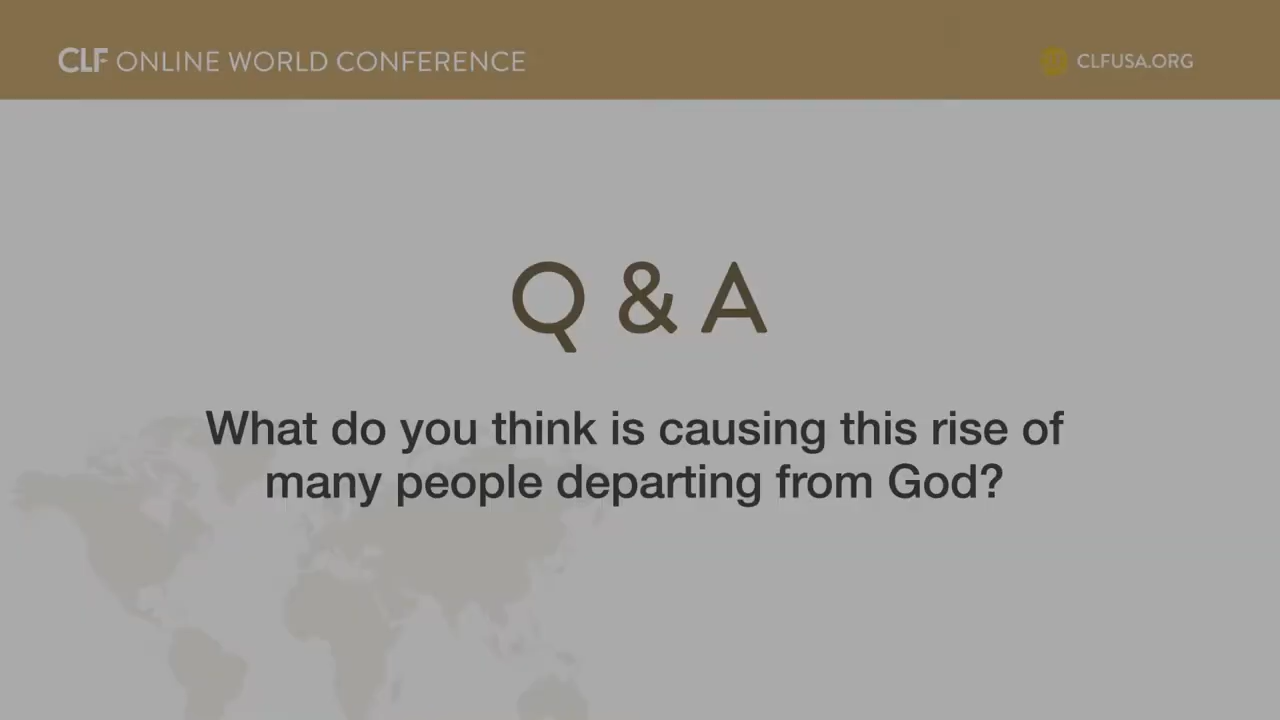 CLF ONLINE WORLD CONFERENCE
CLFUSA.ORG
Q & A
What do you think is causing this rise of
many people departing from God?